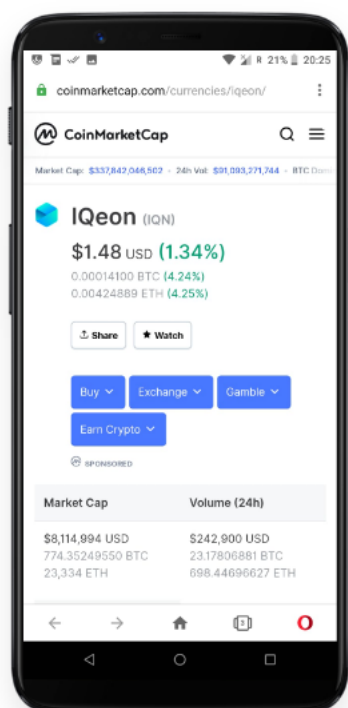 R 21% 20:25
coinmarketcap.com/currencies/iqeon/
CoinMarketCap
Market Cap: $337,842,046,502 • 24h Vol: $91,093,271,744 • BTC Domi
IQeon (IQN)
$1.48 USD (1.34%)
0.00014100 BTC (4.24%)
0.00424889 ETH (4.25%)
Share ★ Watch
Buy Exchange Gamble
Earn Crypto
SPONSORED
Market Cap Volume (24h)
$8,114,994 USD $242,900 USD
774.35249550 BTC 23.17806881 BTC
23,334 ETH 698.44696627 ETH